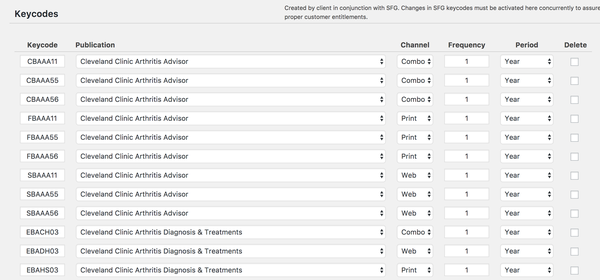 Keycodes
Created by client in conjunction with SFG. Changes in SFG keycodes must be activated here concurrently to assure
proper customer entitlements.
Keycode Publication Channel Frequency Period Delete
CBAAA11 Cleveland Clinic Arthritis Advisor Combo 1 Year
CBAAA55 Cleveland Clinic Arthritis Advisor Combo 1 Year
CBAAA56 Cleveland Clinic Arthritis Advisor Combo 1 Year
FBAAA11 Cleveland Clinic Arthritis Advisor Print 1 Year
FBAAA55 Cleveland Clinic Arthritis Advisor Print 1 Year
FBAAA56 Cleveland Clinic Arthritis Advisor Print 1 Year
SBAAA11 Cleveland Clinic Arthritis Advisor Web 1 Year
SBAAA55 Cleveland Clinic Arthritis Advisor Web 1 Year
SBAAA56 Cleveland Clinic Arthritis Advisor Web 1 Year
EBACH03 Cleveland Clinic Arthritis Diagnosis & Treatments Combo 1 Year
EBADH03 Cleveland Clinic Arthritis Diagnosis & Treatments Web 1 Year
EBAHS03 Cleveland Clinic Arthritis Diagnosis & Treatments Print 1 Year